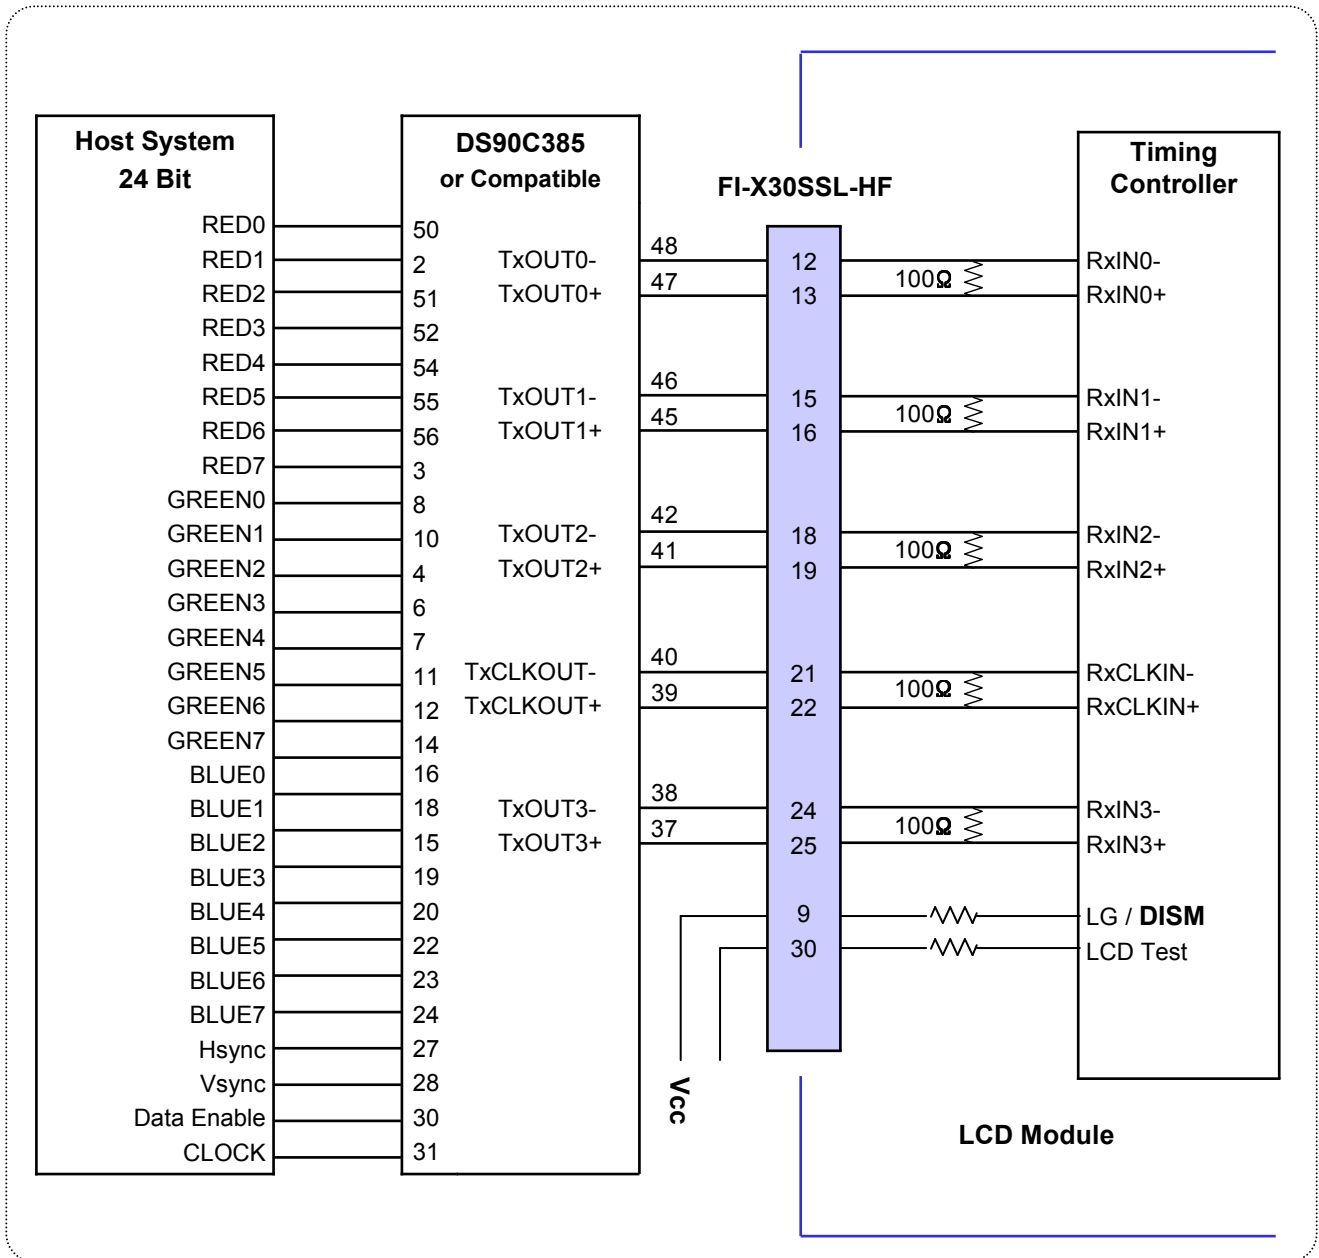 Host System
24 Bit
RED0
RED1
RED2
RED3
RED4
RED5
RED6
RED7
GREEN0
GREEN1
GREEN2
GREEN3
GREEN4
GREEN5
GREEN6
GREEN7
BLUE0
BLUE1
BLUE2
BLUE3
BLUE4
BLUE5
BLUE6
BLUE7
Hsync
Vsync
Data Enable
CLOCK
DS90C385
or Compatible
50
2
51
52
54
55
56
3
8
10
4
6
7
11
12
14
16
18
15
19
20
22
23
24
27
28
30
31
TxOUT0-
TxOUT0+
TxOUT1-
TxOUT1+
TxOUT2-
TxOUT2+
TxCLKOUT-
TxCLKOUT+
TxOUT3-
TxOUT3+
48
47
46
45
42
41
40
39
38
37
Vcc
FI-X30SSL-HF
12
13
15
16
18
19
21
22
24
25
9
30
100Ω
100Ω
100Ω
100Ω
100Ω
Timing
Controller
RxIN0-
RxIN0+
RxIN1-
RxIN1+
RxIN2-
RxIN2+
RxCLKIN-
RxCLKIN+
RxIN3-
RxIN3+
LG / DISM
LCD Test
LCD Module